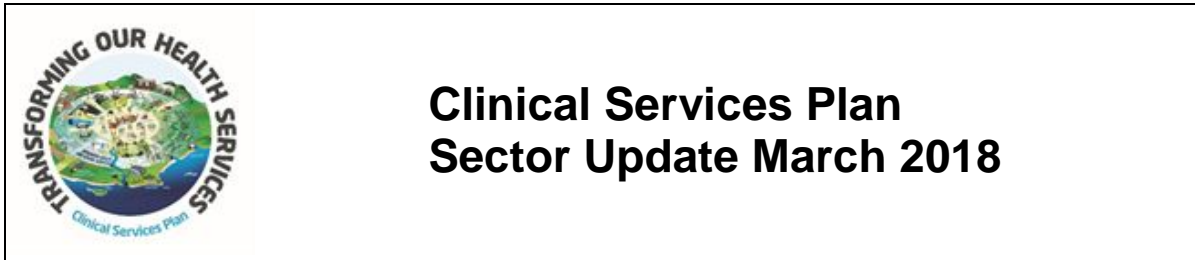 TRANSFORMING OUR HEALTH SERVICES
Clinical Services Plan
Clinical Services Plan
Sector Update March 2018